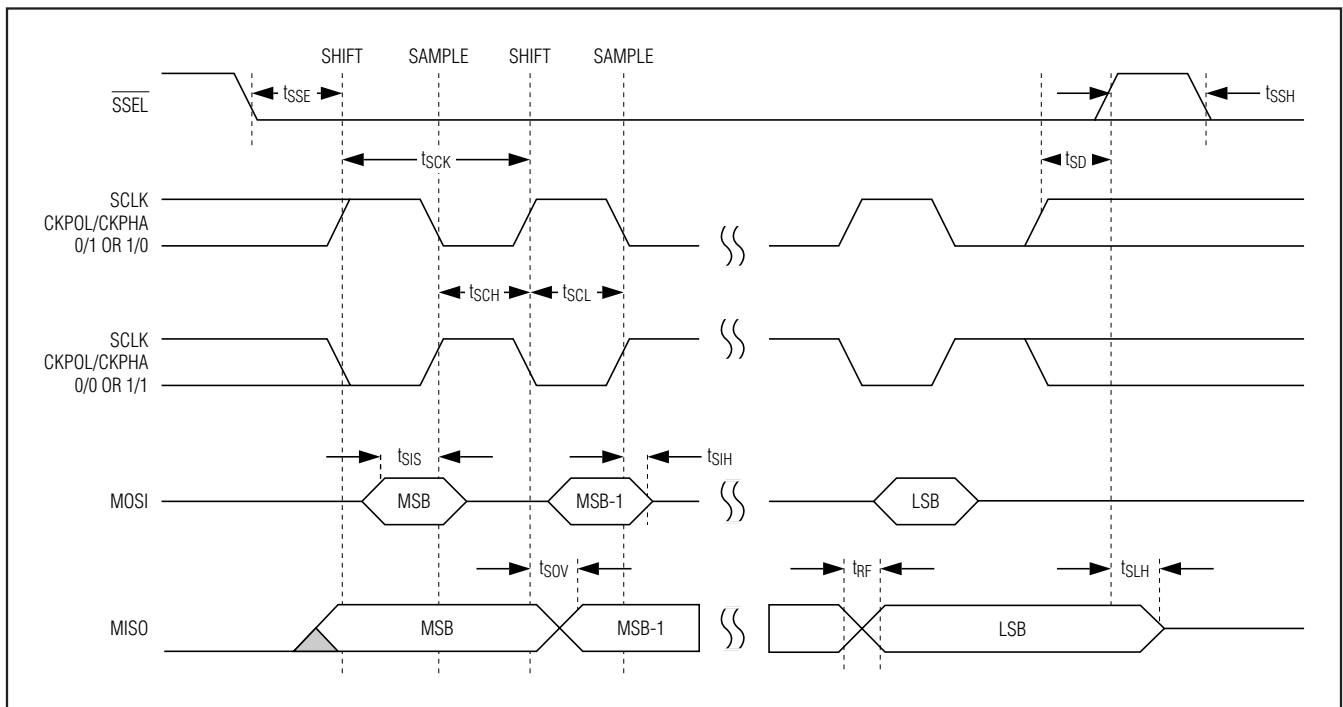 SHIFT SAMPLE SHIFT SAMPLE
SSEL
tSSE
tSSH
tSCK
tSD
SCLK
CKPOL/CKPHA
0/1 OR 1/0
tSCH
tSCL
SCLK
CKPOL/CKPHA
0/0 OR 1/1
tSIS
tSIH
MOSI
MSB
MSB-1
LSB
tSOV
tRF
tSLH
MISO
MSB
MSB-1
LSB